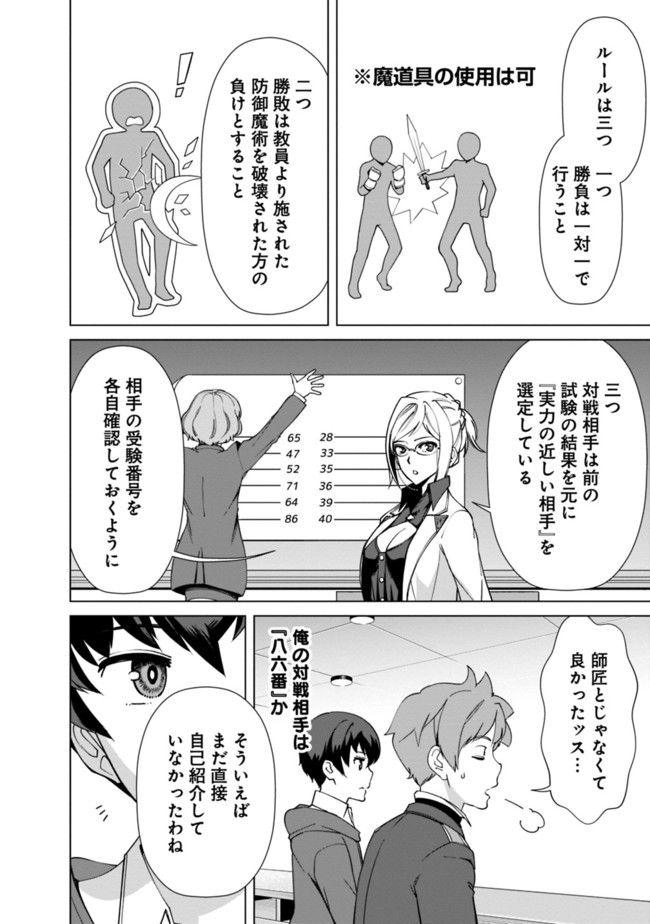 ルールは三つ
一つ
勝負は一対一で
行うこと
※魔道具の使用は可
二つ
勝敗は教員より施された
防御魔術を破壊された方の
負けとすること
三つ
対戦相手は前の
試験の結果を元に
『実力の近しい相手』を
選定している
65 28
47 33
52 35
71 36
64 39
86 40
相手の受験番号を
各自確認しておくように
師匠とじゃなくて
良かったッス…
俺の対戦相手は
『八六番』か
そういえば
まだ直接
自己紹介して
いなかったわね